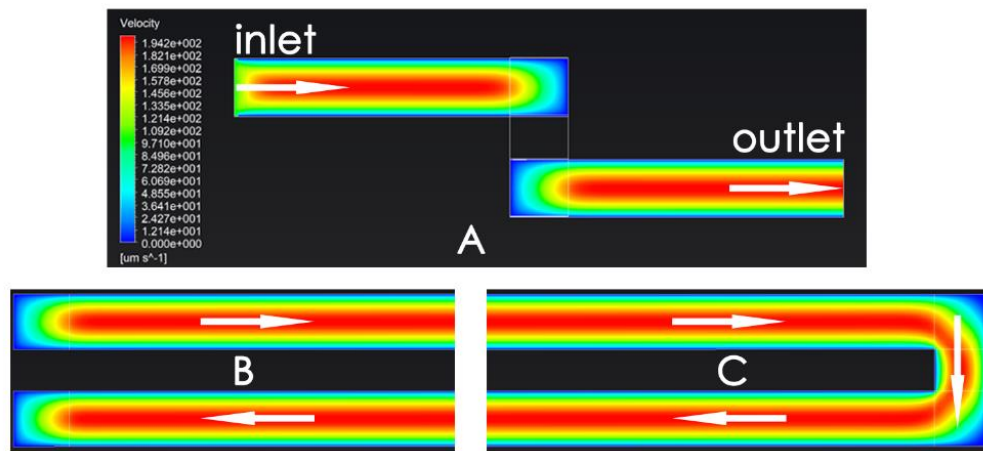 Velocity
1.942e+002
1.821e+002
1.699e+002
1.578e+002
1.456e+002
1.335e+002
1.214e+002
1.092e+002
9.710e+001
8.496e+001
7.282e+001
6.069e+001
4.855e+001
3.641e+001
2.427e+001
1.214e+001
0.000e+000
[um s^-1]
inlet
outlet
A
B
C